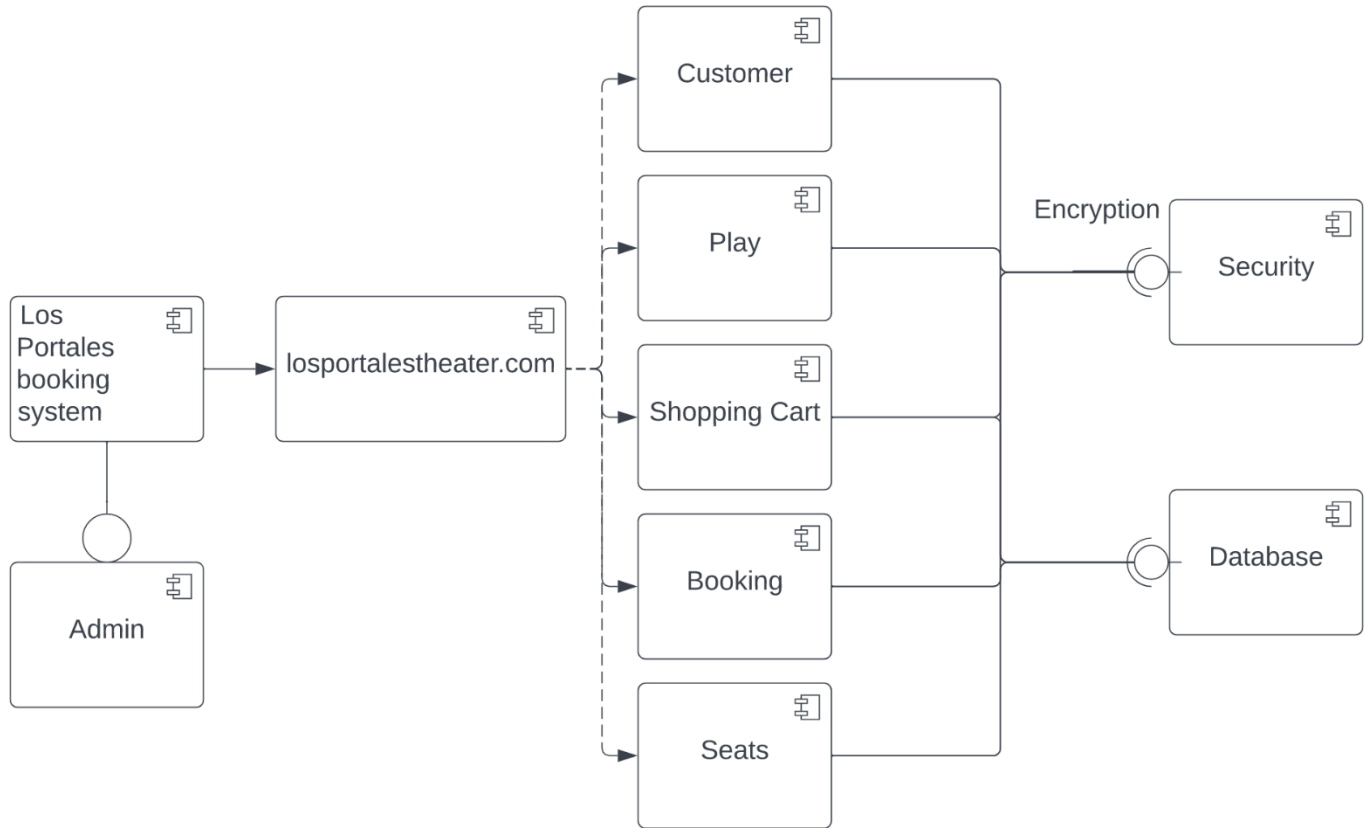 Customer
Play
Encryption
Security
Los
Portales
booking
system
losportalestheater.com
Shopping Cart
Booking
Database
Admin
Seats